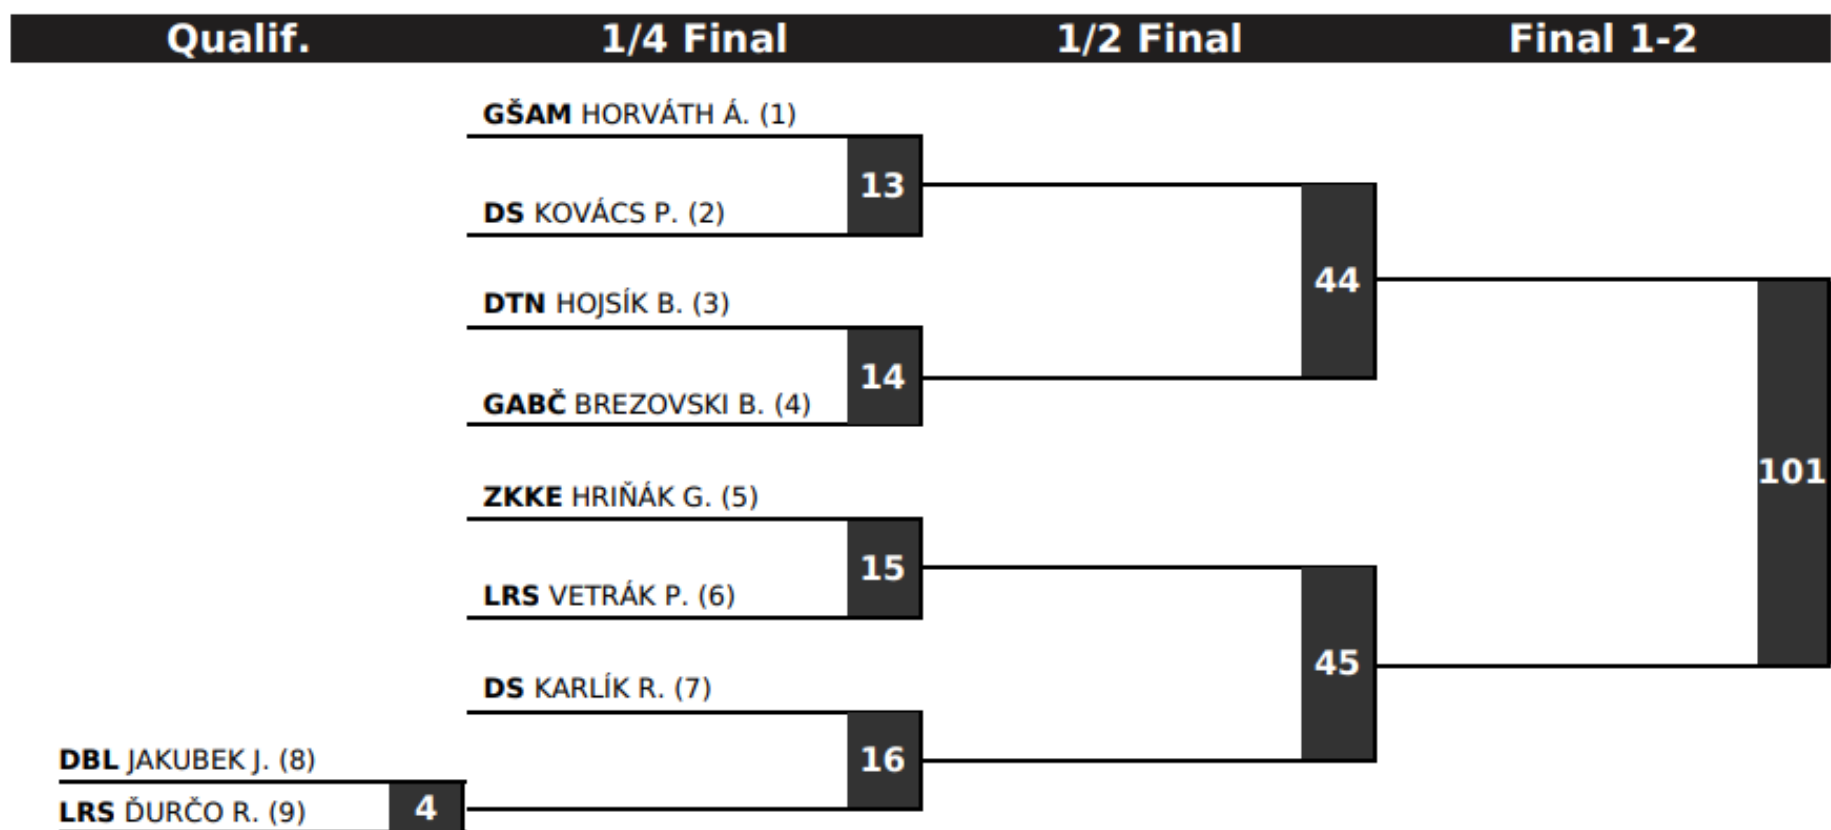 Qualif. 1/4 Final 1/2 Final Final 1-2
GŠAM HORVÁTH Á. (1)
13
DS KOVÁCS P. (2)
44
DTN HOJSÍK B. (3)
14
GABČ BREZOVSKI B. (4)
101
ZKKE HRIŇÁK G. (5)
15
LRS VETRÁK P. (6)
45
DS KARLÍK R. (7)
16
DBL JAKUBEK J. (8)
LRS ĎURČO R. (9) 4